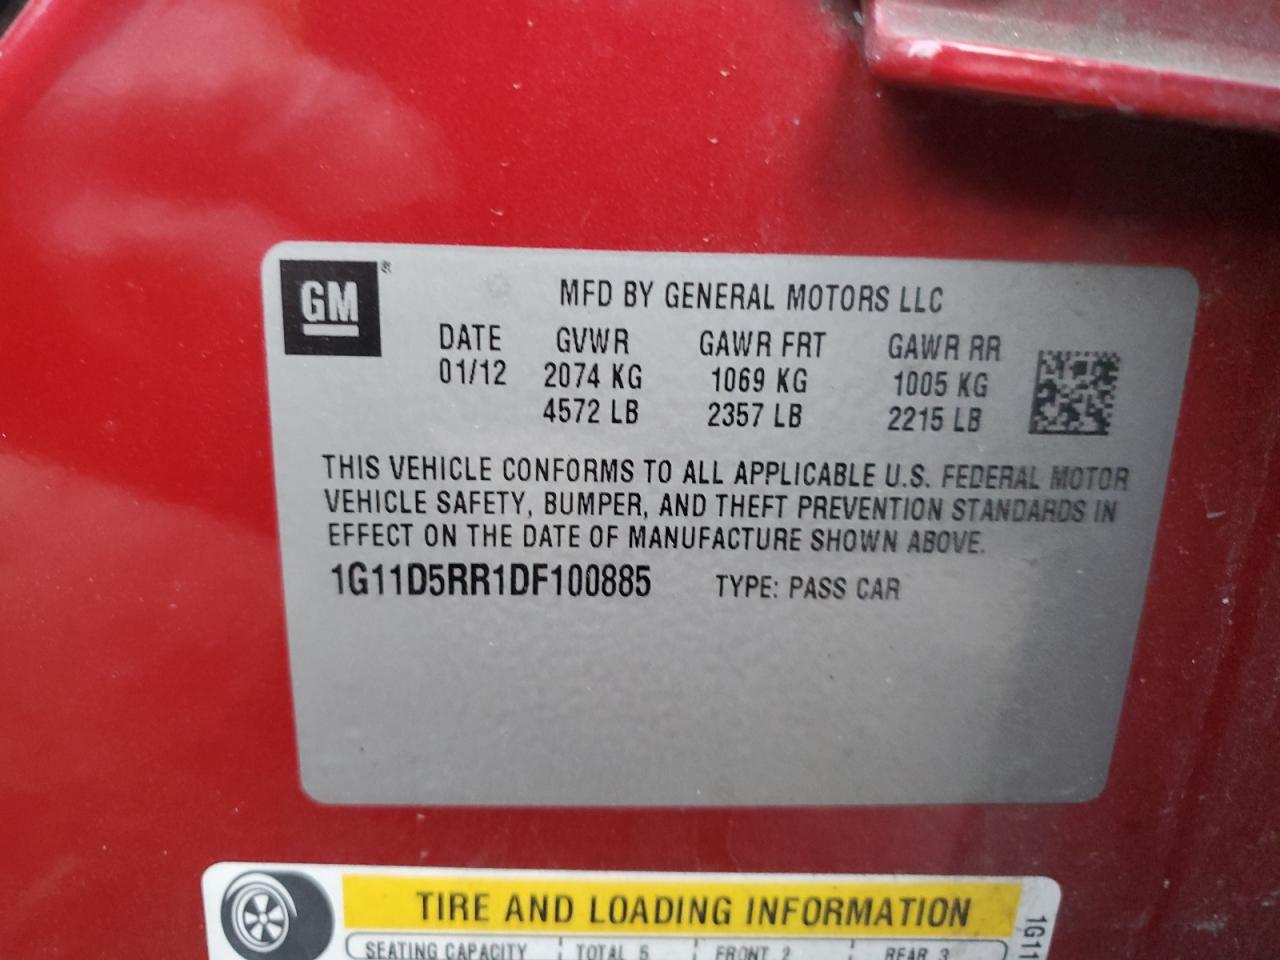 GM
MFD BY GENERAL MOTORS LLC
DATE GVWR GAWR FRT GAWR RR
01/12 2074 KG 1069 KG 1005 KG
4572 LB 2357 LB 2215 LB
THIS VEHICLE CONFORMS TO ALL APPLICABLE U.S. FEDERAL MOTOR
VEHICLE SAFETY, BUMPER, AND THEFT PREVENTION STANDARDS IN
EFFECT ON THE DATE OF MANUFACTURE SHOWN ABOVE.
1G11D5RR1DF100885 TYPE: PASS CAR
TIRE AND LOADING INFORMATION
SEATING CAPACITY TOTAL 5 FRONT 2 REAR 3
1G11